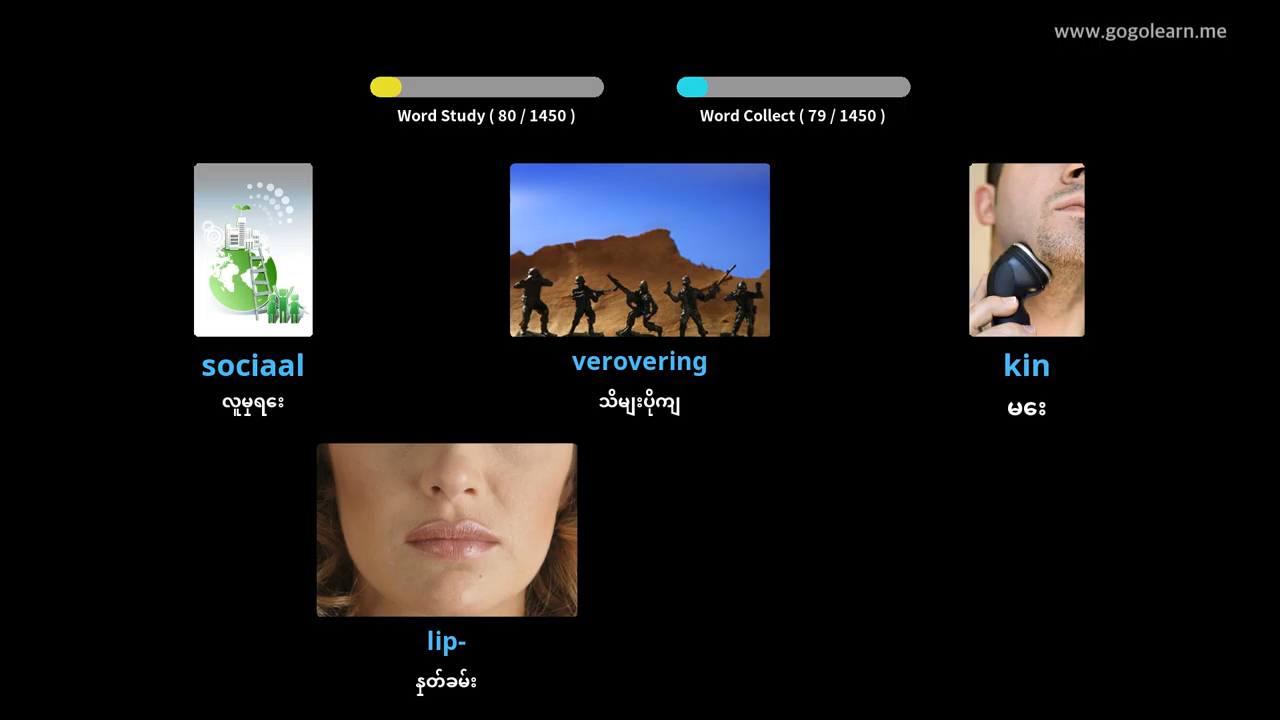 www.gogolearn.me
Word Study ( 80 / 1450 )
Word Collect ( 79 / 1450 )
sociaal
verovering
kin
လူမှုရေး
သိမ်းပိုက်
မေး
lip-
နှုတ်ခမ်း